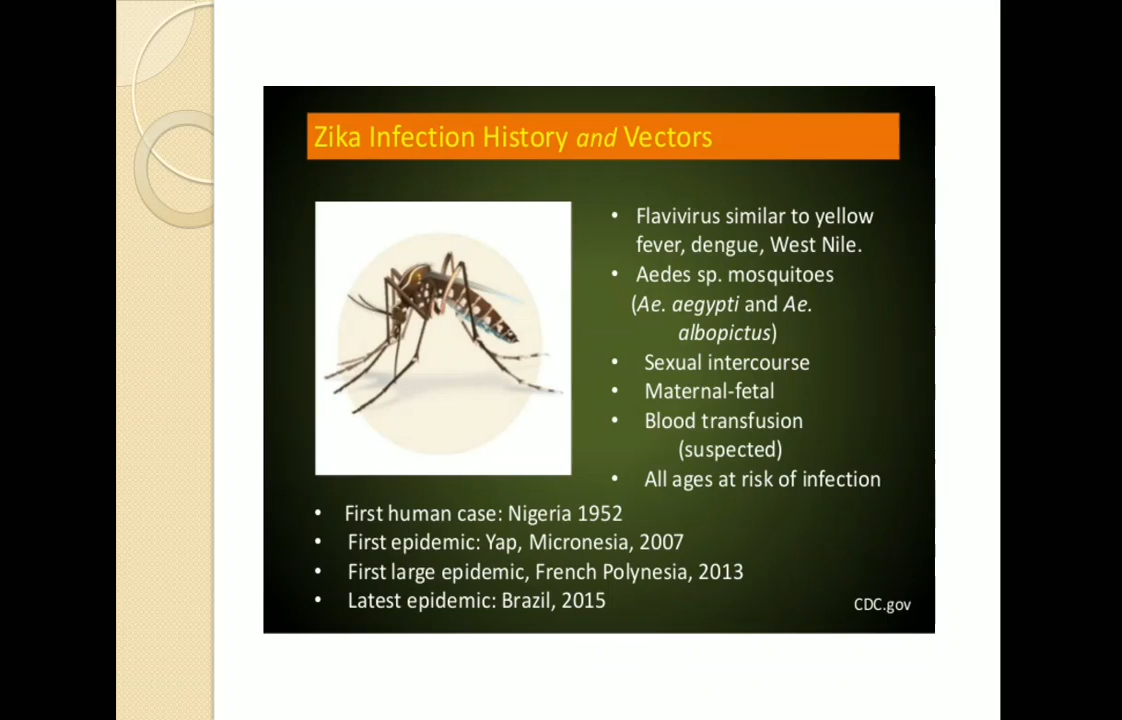 Zika Infection History and Vectors
• Flavivirus similar to yellow
fever, dengue, West Nile.
• Aedes sp. mosquitoes
(Ae. aegypti and Ae.
albopictus)
• Sexual intercourse
• Maternal-fetal
• Blood transfusion
(suspected)
• All ages at risk of infection
• First human case: Nigeria 1952
• First epidemic: Yap, Micronesia, 2007
• First large epidemic, French Polynesia, 2013
• Latest epidemic: Brazil, 2015
CDC.gov